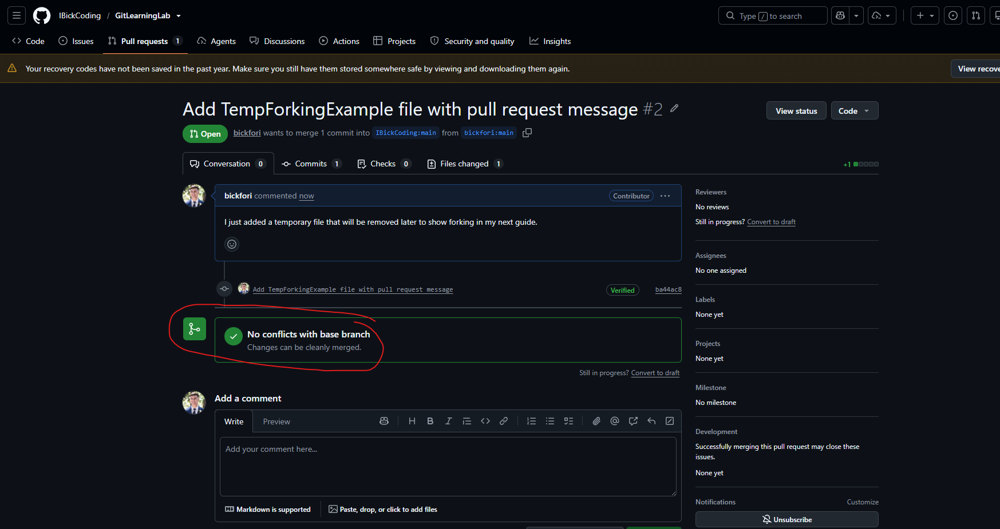 IBickCoding / GitLearningLab
Type / to search
Code Issues Pull requests 1 Agents Discussions Actions Projects Security and quality Insights
Your recovery codes have not been saved in the past year. Make sure you still have them stored somewhere safe by viewing and downloading them again.
View recove
Add TempForkingExample file with pull request message #2
View status Code
Open bickfori wants to merge 1 commit into IBickCoding:main from bickfori:main
Conversation 0 Commits 1 Checks 0 Files changed 1
+1
bickfori commented now
Contributor
I just added a temporary file that will be removed later to show forking in my next guide.
Add TempForkingExample file with pull request message
Verified
ba44ac8
No conflicts with base branch
Changes can be cleanly merged.
Still in progress? Convert to draft
Add a comment
Write Preview
H B I
Add your comment here...
Markdown is supported
Paste, drop, or click to add files
Reviewers
No reviews
Still in progress? Convert to draft
Assignees
No one assigned
Labels
None yet
Projects
None yet
Milestone
No milestone
Development
Successfully merging this pull request may close these
issues.
None yet
Notifications Customize
Unsubscribe